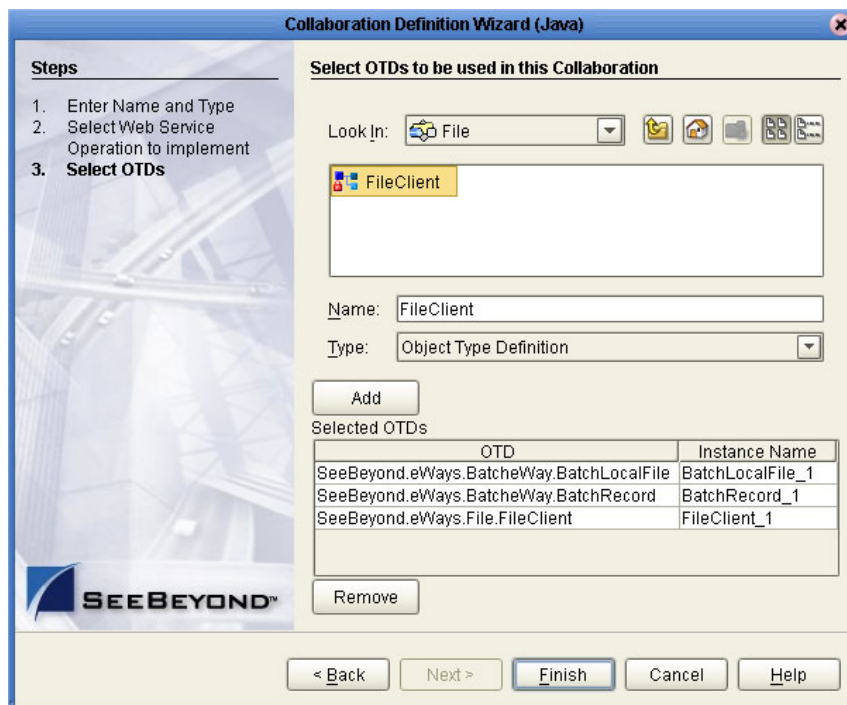 Collaboration Definition Wizard (Java)
Steps
1. Enter Name and Type
2. Select Web Service
Operation to implement
3. Select OTDs
Select OTDs to be used in this Collaboration
Look In: File
FileClient
Name: FileClient
Type: Object Type Definition
Add
Selected OTDs
OTD Instance Name
SeeBeyond.eWays.BatcheWay.BatchLocalFile BatchLocalFile_1
SeeBeyond.eWays.BatcheWay.BatchRecord BatchRecord_1
SeeBeyond.eWays.File.FileClient FileClient_1
Remove
SEEBEYOND™
< Back Next > Finish Cancel Help